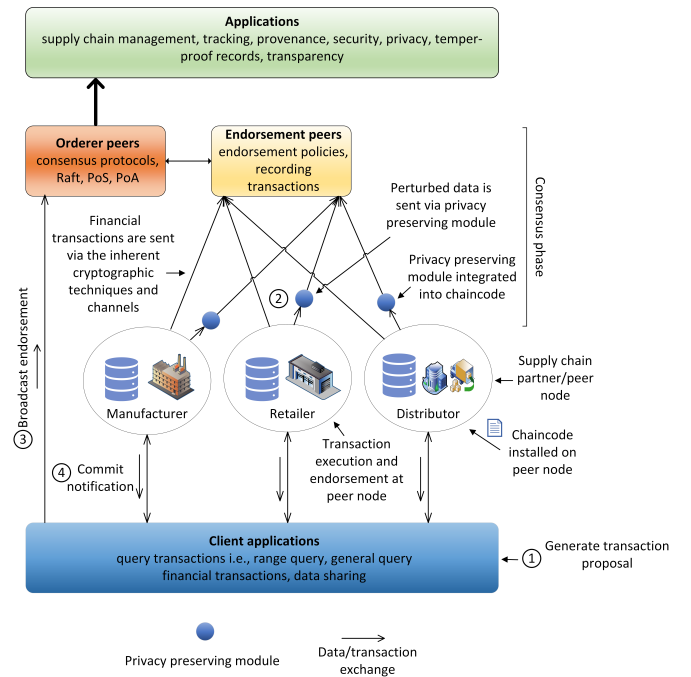 Applications
supply chain management, tracking, provenance, security, privacy, temper-
proof records, transparency
Orderer peers
consensus protocols,
Raft, PoS, PoA
Endorsement peers
endorsement policies,
recording
transactions
Consensus phase
Perturbed data is
sent via privacy
preserving module
Financial
transactions are sent
via the inherent
cryptographic
techniques and
channels
Privacy preserving
module integrated
into chaincode
2
Manufacturer
Retailer
Distributor
Supply chain
partner/peer
node
3 Broadcast endorsement
Chaincode
installed on
peer node
Transaction
execution and
endorsement at
peer node
4 Commit
notification
Client applications
query transactions i.e., range query, general query
financial transactions, data sharing
1 Generate transaction
proposal
Privacy preserving module
Data/transaction
exchange